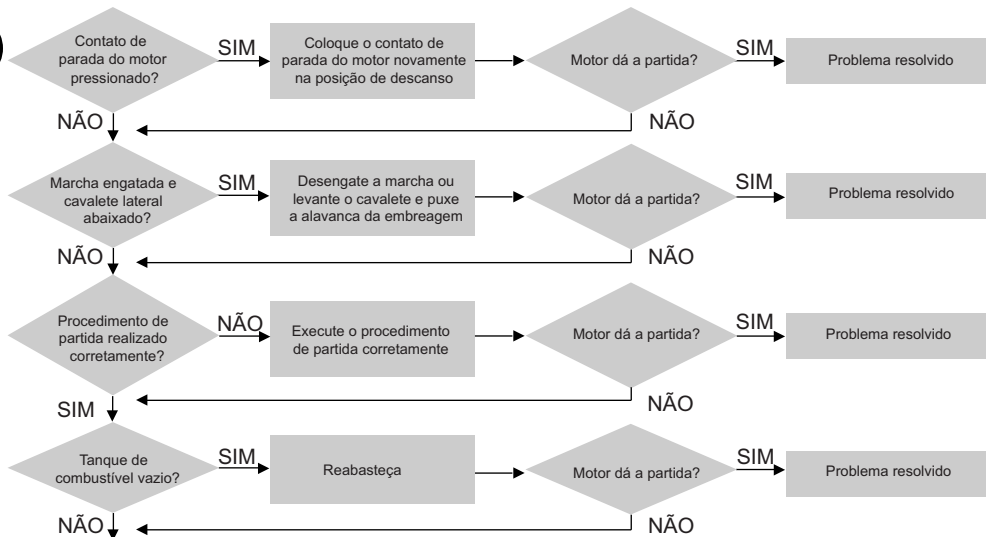 Contato de
parada do motor
pressionado?
SIM
Coloque o contato de
parada do motor novamente
na posição de descanso
Motor dá a partida?
SIM
Problema resolvido
NÃO
NÃO
Marcha engatada e
cavalete lateral
abaixado?
SIM
Desengate a marcha ou
levante o cavalete e puxe
a alavanca da embreagem
Motor dá a partida?
SIM
Problema resolvido
NÃO
NÃO
Procedimento de
partida realizado
corretamente?
NÃO
Execute o procedimento
de partida corretamente
Motor dá a partida?
SIM
Problema resolvido
SIM
NÃO
Tanque de
combustível vazio?
SIM
Reabasteça
Motor dá a partida?
SIM
Problema resolvido
NÃO
NÃO